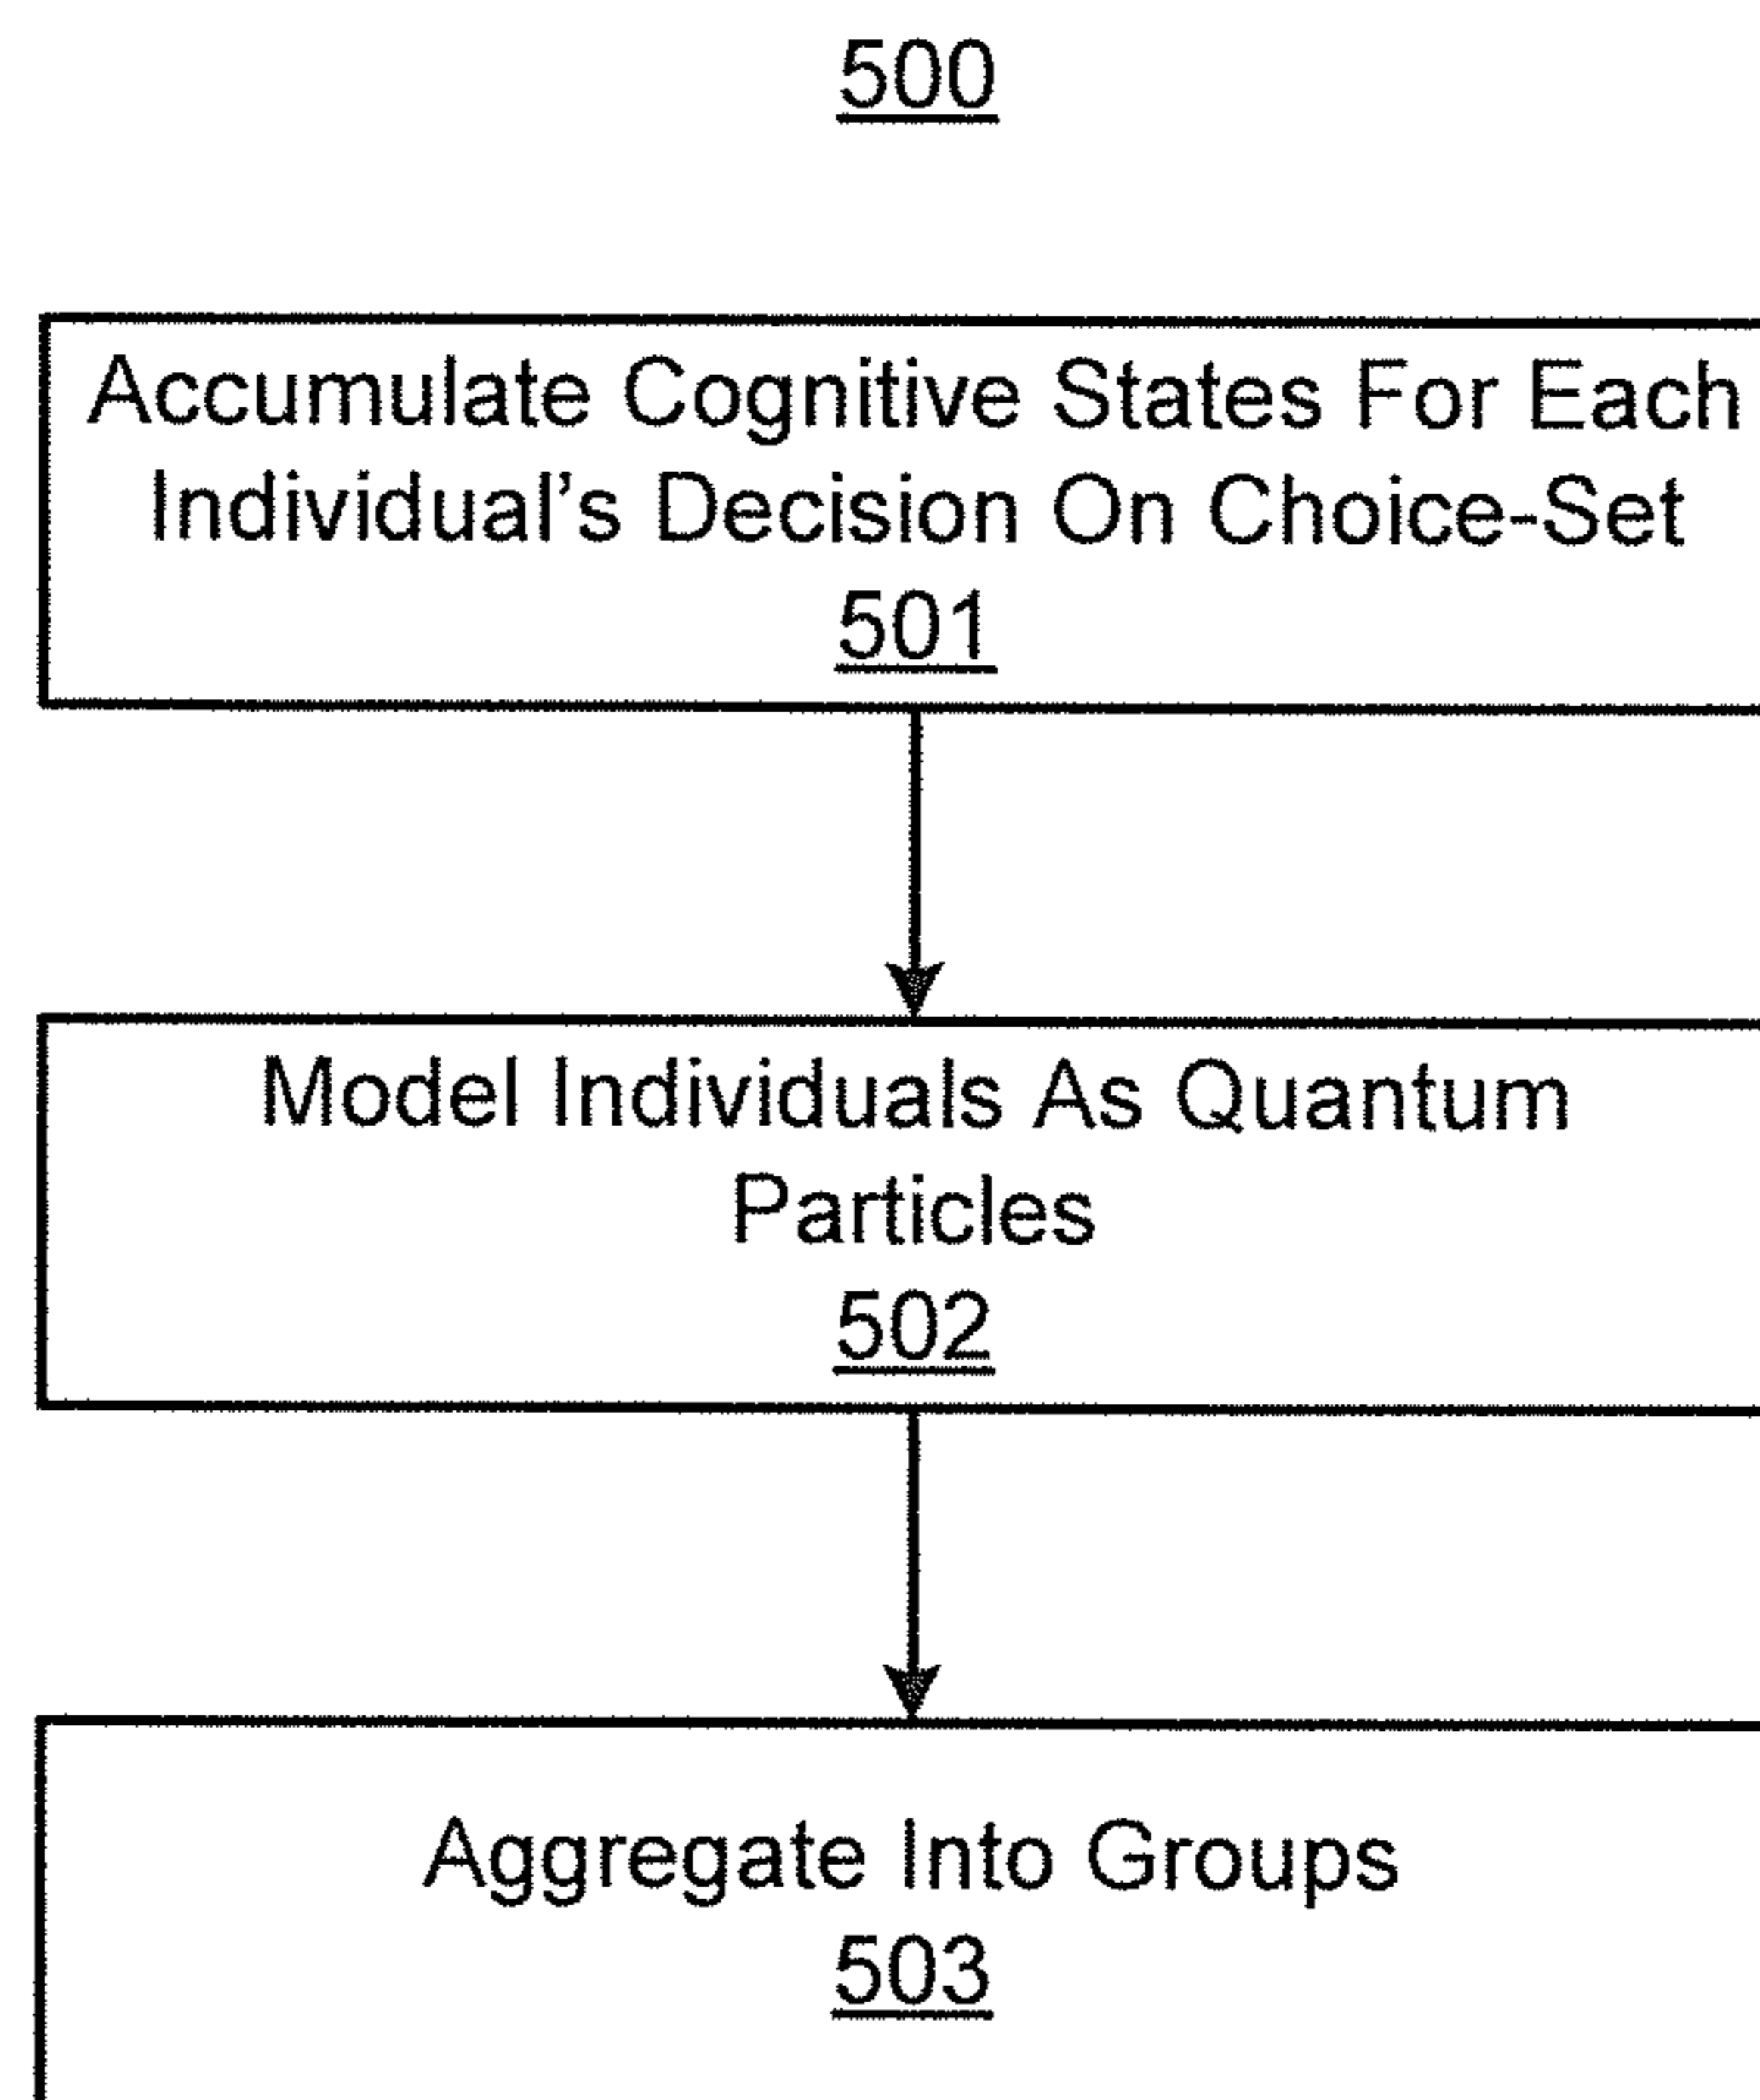 500
Accumulate Cognitive States For Each
Individual's Decision On Choice-Set
501
Model Individuals As Quantum
Particles
502
Aggregate Into Groups
503